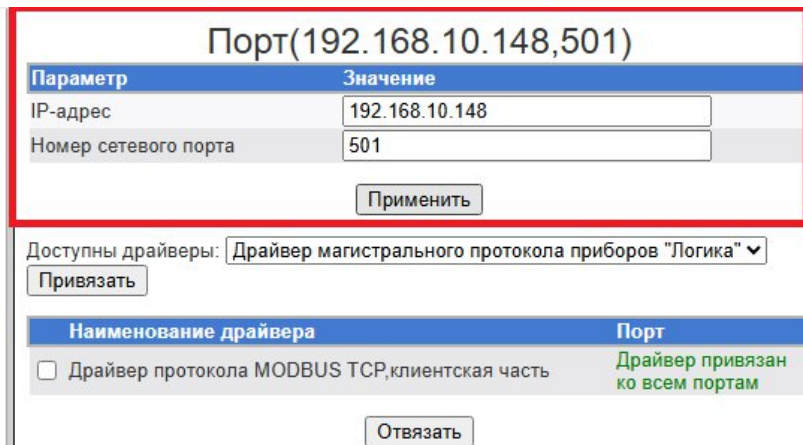 Порт(192.168.10.148,501)
Параметр Значение
IP-адрес 192.168.10.148
Номер сетевого порта 501
Применить
Доступны драйверы: Драйвер магистрального протокола приборов "Логика"
Привязать
Наименование драйвера Порт
Драйвер протокола MODBUS TCP,клиентская часть Драйвер привязан
ко всем портам
Отвязать